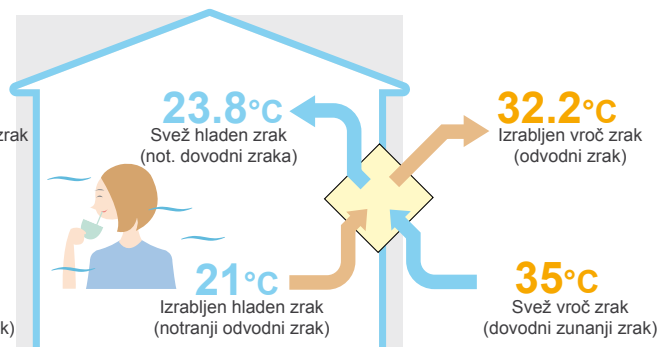 23.8°C
Svež hladen zrak
(not. dovodni zraka)
32.2°C
Izrabljen vroč zrak
(odvodni zrak)
zrak
21°C
Izrabljen hladen zrak
(notranji odvodni zrak)
35°C
Svež vroč zrak
(dovodni zunanji zrak)
k)